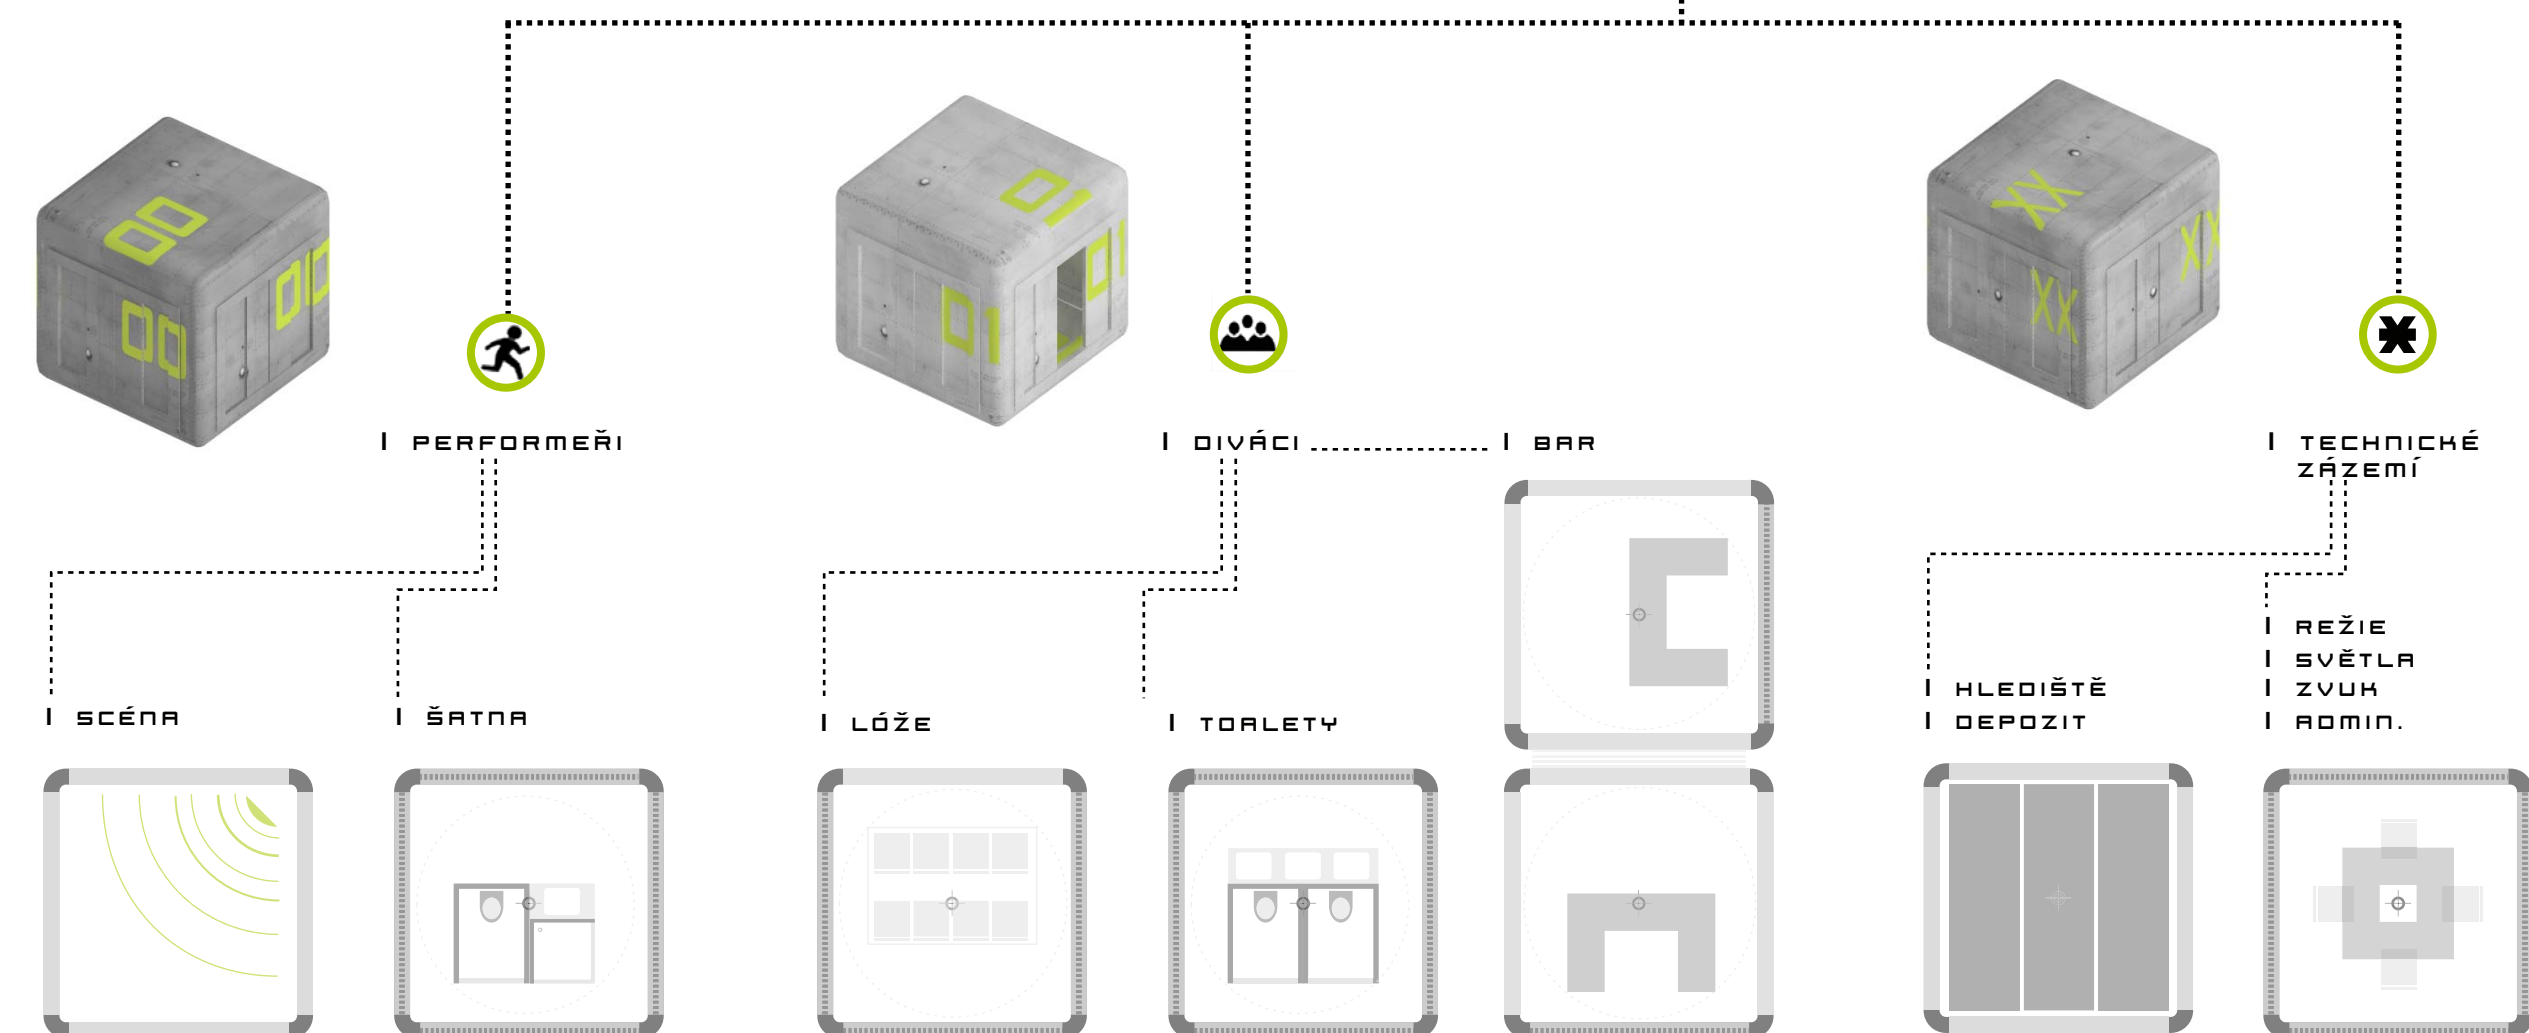 00
00
00
01
01
01
XX
XX
XX
| PERFORMEŘI
| DIVÁCI
| BAR
| TECHNICKÉ
ZÁZEMÍ
| SCÉNA
| ŠATNA
| LÓŽE
| TOALETY
| HLEDIŠTĚ
| DEPOZIT
| REŽIE
| SVĚTLA
| ZVUK
| ADMIN.